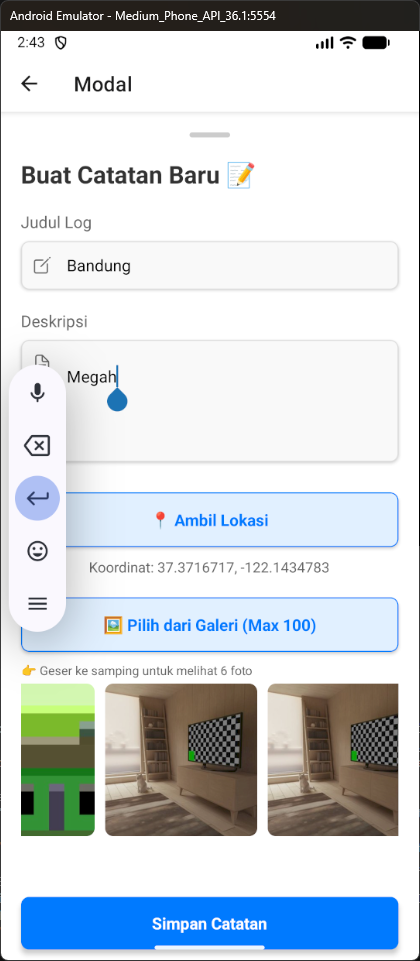 Android Emulator - Medium_Phone_API_36.1:5554
2:43
Modal
Buat Catatan Baru 📝
Judul Log
Bandung
Deskripsi
Megah
📍 Ambil Lokasi
Koordinat: 37.3716717, -122.1434783
🖼️ Pilih dari Galeri (Max 100)
👉 Geser ke samping untuk melihat 6 foto
Simpan Catatan